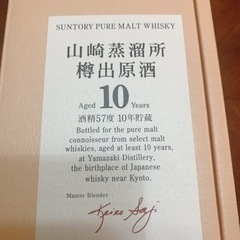 SUNTORY PURE MALT WHISKY
山崎蒸溜所
樽出原酒
Aged 10 Years
酒精57度 10年貯蔵
Bottled for the pure malt
connoisseur from select malt
whiskies, aged at least 10 years,
at Yamazaki Distillery,
the birthplace of Japanese
whisky near Kyoto.
Master Blender
Keizo Saji